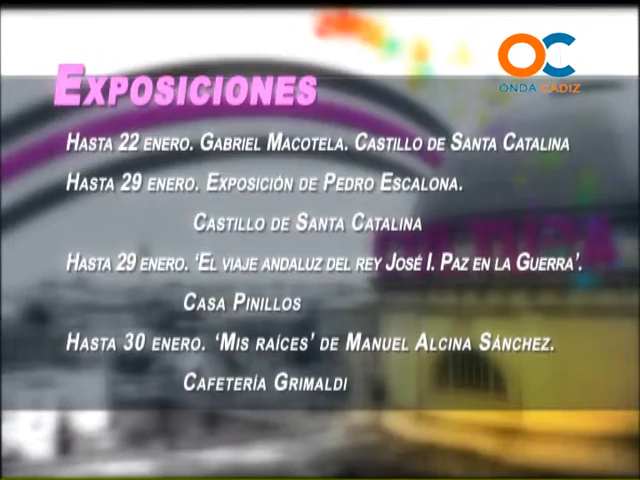 OC
ONDA CÁDIZ
EXPOSICIONES
HASTA 22 ENERO. GABRIEL MACOTELA. CASTILLO DE SANTA CATALINA
HASTA 29 ENERO. EXPOSICIÓN DE PEDRO ESCALONA.
CASTILLO DE SANTA CATALINA
HASTA 29 ENERO. ‘EL VIAJE ANDALUZ DEL REY JOSÉ I. PAZ EN LA GUERRA’.
CASA PINILLOS
HASTA 30 ENERO. ‘MIS RAÍCES’ DE MANUEL ALCINA SÁNCHEZ.
CAFETERÍA GRIMALDI